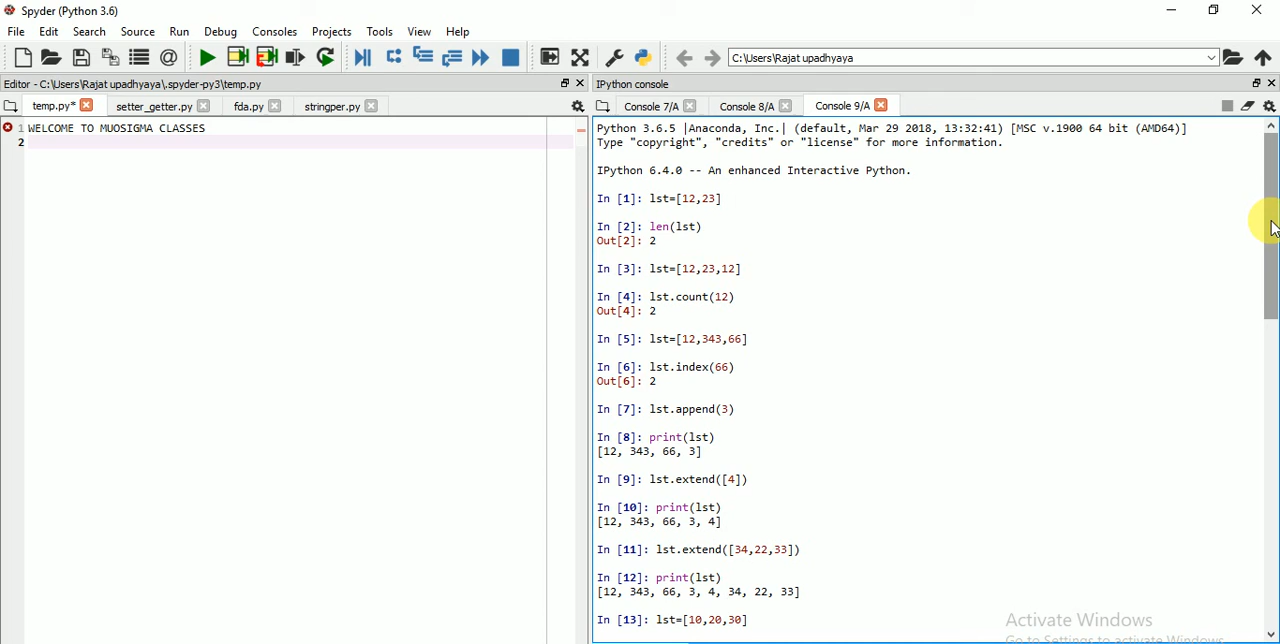 Spyder (Python 3.6)
File Edit Search Source Run Debug Consoles Projects Tools View Help
C:\Users\Rajat upadhyaya
Editor - C:\Users\Rajat upadhyaya\.spyder-py3\temp.py
IPython console
temp.py* setter_getter.py fda.py stringper.py
Console 7/A Console 8/A Console 9/A
1 WELCOME TO MUOSIGMA CLASSES
2
Python 3.6.5 |Anaconda, Inc.| (default, Mar 29 2018, 13:32:41) [MSC v.1900 64 bit (AMD64)]
Type "copyright", "credits" or "license" for more information.
IPython 6.4.0 -- An enhanced Interactive Python.
In [1]: lst=[12,23]
In [2]: len(lst)
Out[2]: 2
In [3]: lst=[12,23,12]
In [4]: lst.count(12)
Out[4]: 2
In [5]: lst=[12,343,66]
In [6]: lst.index(66)
Out[6]: 2
In [7]: lst.append(3)
In [8]: print(lst)
[12, 343, 66, 3]
In [9]: lst.extend([4])
In [10]: print(lst)
[12, 343, 66, 3, 4]
In [11]: lst.extend([34,22,33])
In [12]: print(lst)
[12, 343, 66, 3, 4, 34, 22, 33]
In [13]: lst=[10,20,30]
Activate Windows
Go to Settings to activate Windows